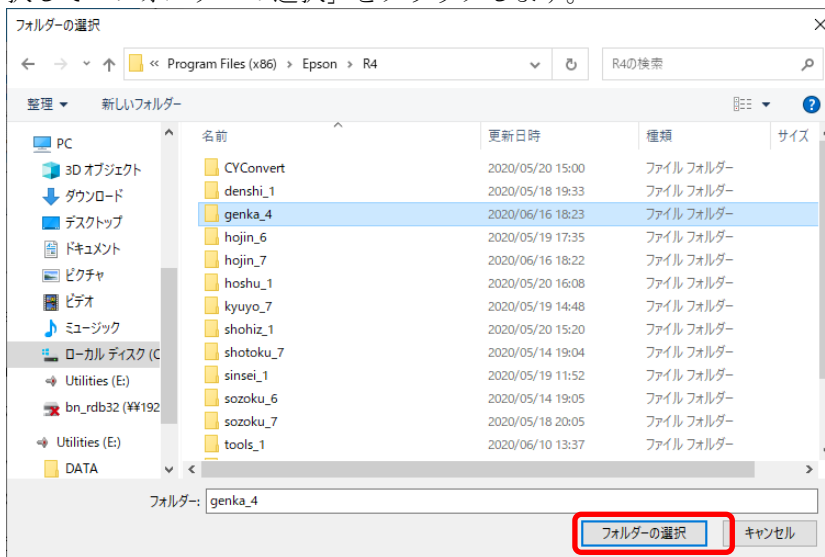 フォルダーの選択
« Program Files (x86) › Epson › R4
R4の検索
整理 新しいフォルダー
名前 更新日時 種類 サイズ
PC
3D オブジェクト
ダウンロード
デスクトップ
ドキュメント
ピクチャ
ビデオ
ミュージック
ローカル ディスク (C
Utilities (E:)
bn_rdb32 (¥¥192
Utilities (E:)
DATA
CYConvert 2020/05/20 15:00 ファイル フォルダー
denshi_1 2020/05/18 19:33 ファイル フォルダー
genka_4 2020/06/16 18:23 ファイル フォルダー
hojin_6 2020/05/19 17:35 ファイル フォルダー
hojin_7 2020/06/16 18:22 ファイル フォルダー
hoshu_1 2020/05/20 16:08 ファイル フォルダー
kyuyo_7 2020/05/19 14:48 ファイル フォルダー
shohiz_1 2020/05/20 15:20 ファイル フォルダー
shotoku_7 2020/05/14 19:04 ファイル フォルダー
sinsei_1 2020/05/19 11:52 ファイル フォルダー
sozoku_6 2020/05/14 19:05 ファイル フォルダー
sozoku_7 2020/05/18 20:05 ファイル フォルダー
tools_1 2020/06/10 13:37 ファイル フォルダー
フォルダー: genka_4
フォルダーの選択 キャンセル